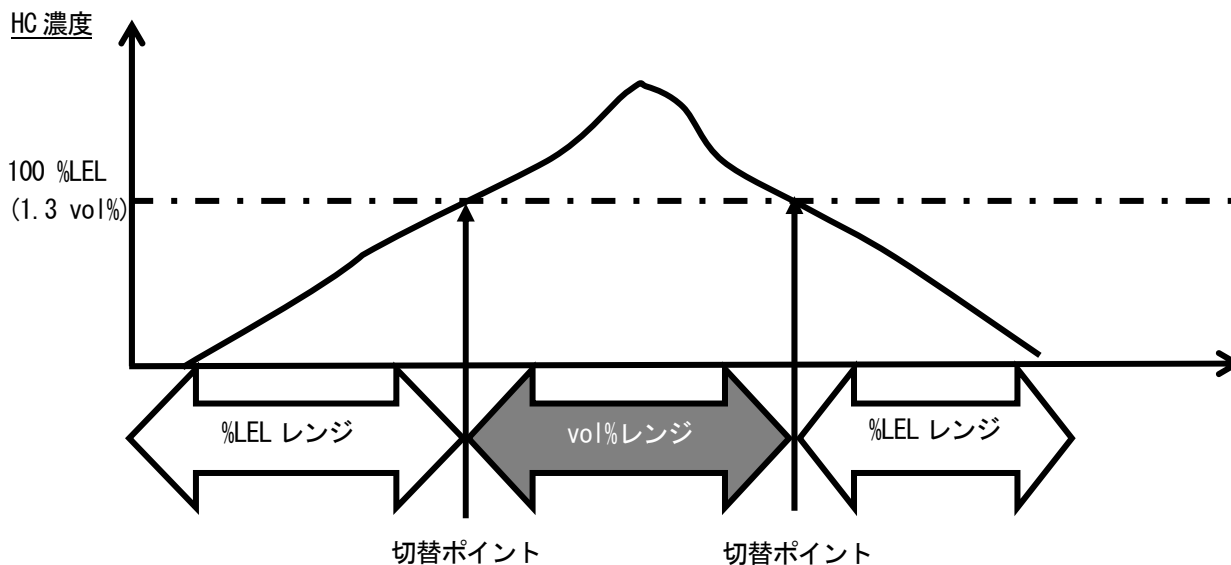 HC 濃度
100 %LEL
(1.3 vol%)
%LEL レンジ
vol%レンジ
%LEL レンジ
切替ポイント
切替ポイント